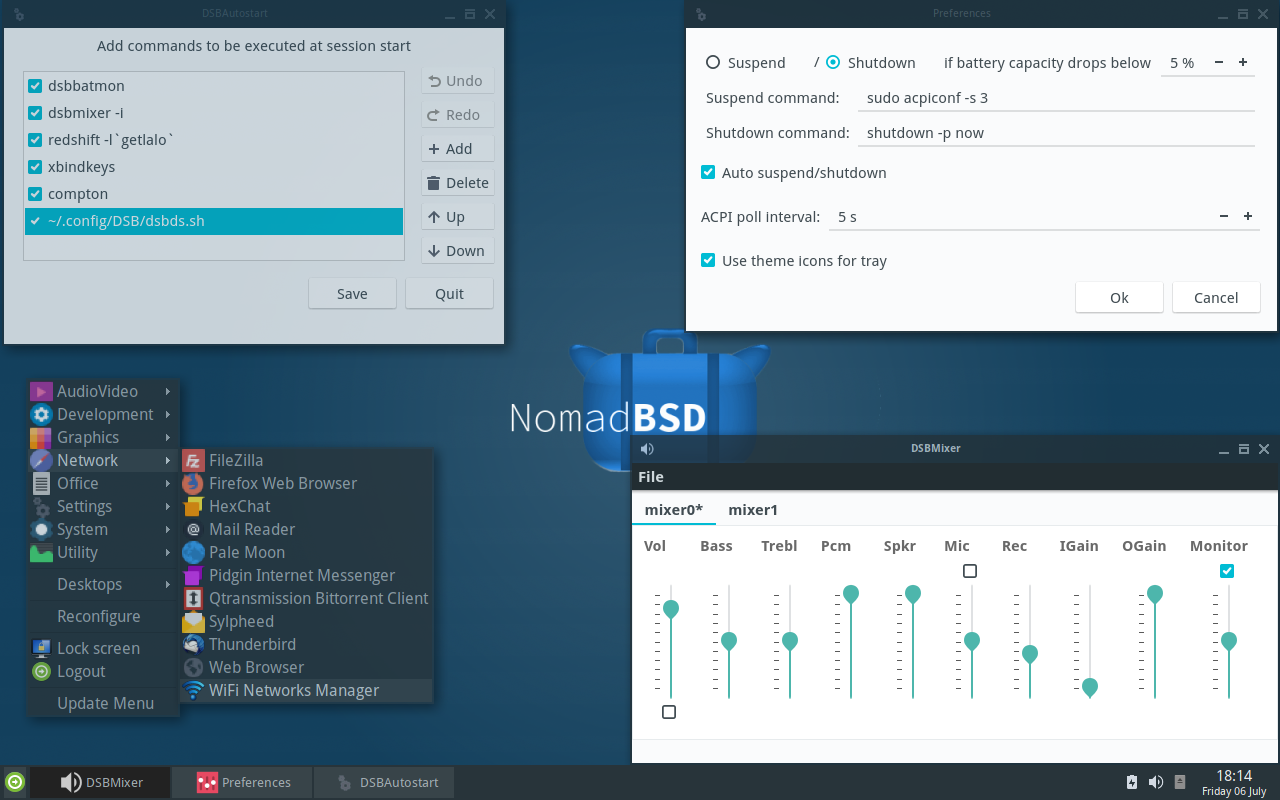 DSBAutostart
Add commands to be executed at session start
dsbbatmon
dsbmixer -i
redshift -l`getlalo`
xbindkeys
compton
~/.config/DSB/dsbds.sh
Undo
Redo
Add
Delete
Up
Down
Save
Quit
Preferences
Suspend / Shutdown if battery capacity drops below 5 %
Suspend command: sudo acpiconf -s 3
Shutdown command: shutdown -p now
Auto suspend/shutdown
ACPI poll interval: 5 s
Use theme icons for tray
Ok
Cancel
NomadBSD
AudioVideo
Development
Graphics
Network
Office
Settings
System
Utility
Desktops
Reconfigure
Lock screen
Logout
Update Menu
FileZilla
Firefox Web Browser
HexChat
Mail Reader
Pale Moon
Pidgin Internet Messenger
Qtransmission Bittorrent Client
Sylpheed
Thunderbird
Web Browser
WiFi Networks Manager
DSBMixer
File
mixer0* mixer1
Vol Bass Trebl Pcm Spkr Mic Rec IGain OGain Monitor
DSBMixer Preferences DSBAutostart
18:14
Friday 06 July